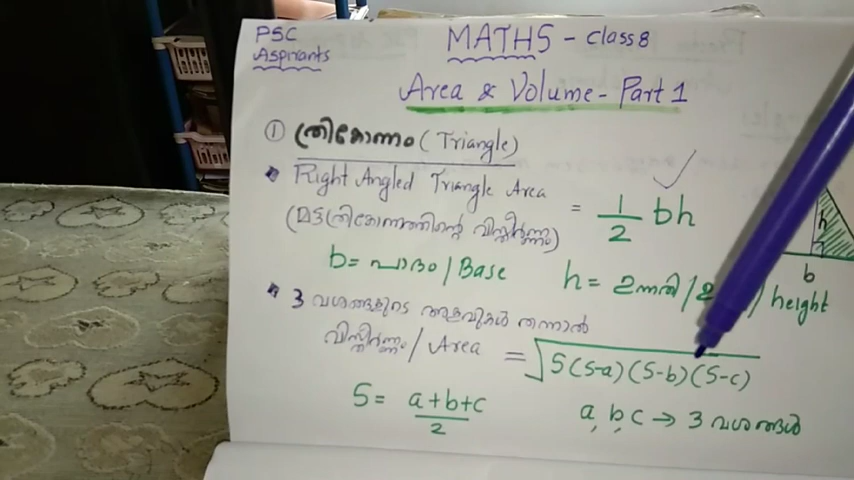 PSC
Aspirants
MATHS - class 8
Area & Volume - Part 1
① ത്രികോണം (Triangle)
Right Angled Triangle Area
(മട്ടത്രികോണത്തിന്റെ വിസ്തീർണ്ണം)
= 1/2 bh
b = പാദം / Base
h = ഉന്നതി / height
h
b
3 വശങ്ങളുടെ അളവുകൾ തന്നാൽ
വിസ്തീർണ്ണം / Area = √S(S-a)(S-b)(S-c)
S = a+b+c/2
a, b, c → 3 വശങ്ങൾ